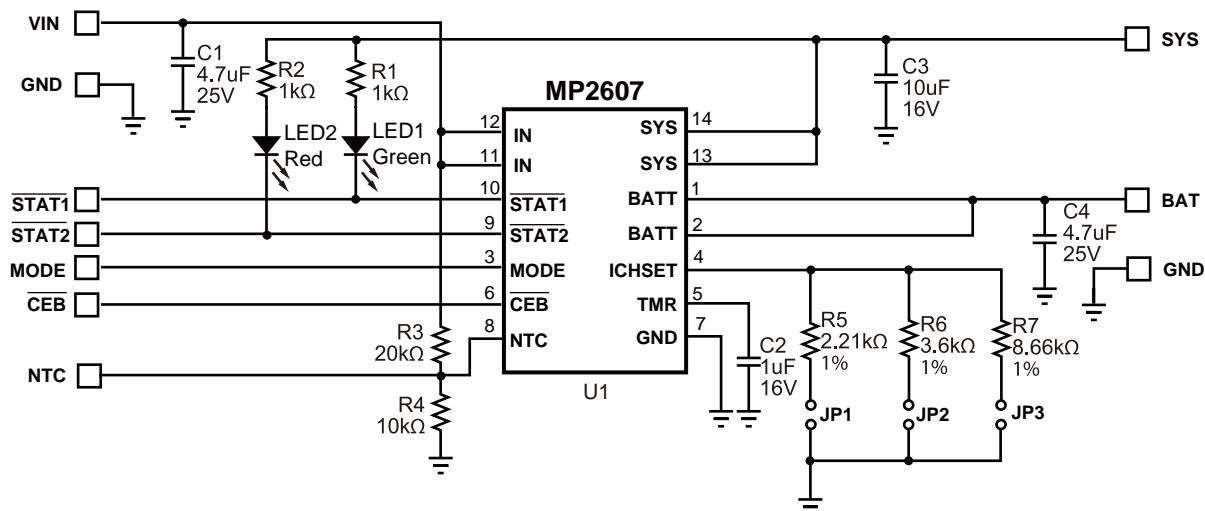 VIN
C1
4.7uF
25V
GND
R2
1kΩ
R1
1kΩ
LED2
Red
LED1
Green
MP2607
12
IN
11
IN
10
STAT1
9
STAT2
3
MODE
6
CEB
8
NTC
SYS
14
SYS
13
BATT
1
BATT
2
ICHSET
4
TMR
5
GND
7
U1
STAT1
STAT2
MODE
CEB
NTC
R3
20kΩ
R4
10kΩ
C2
1uF
16V
C3
10uF
16V
SYS
BAT
C4
4.7uF
25V
GND
R5
2.21kΩ
1%
R6
3.6kΩ
1%
R7
8.66kΩ
1%
JP1
JP2
JP3